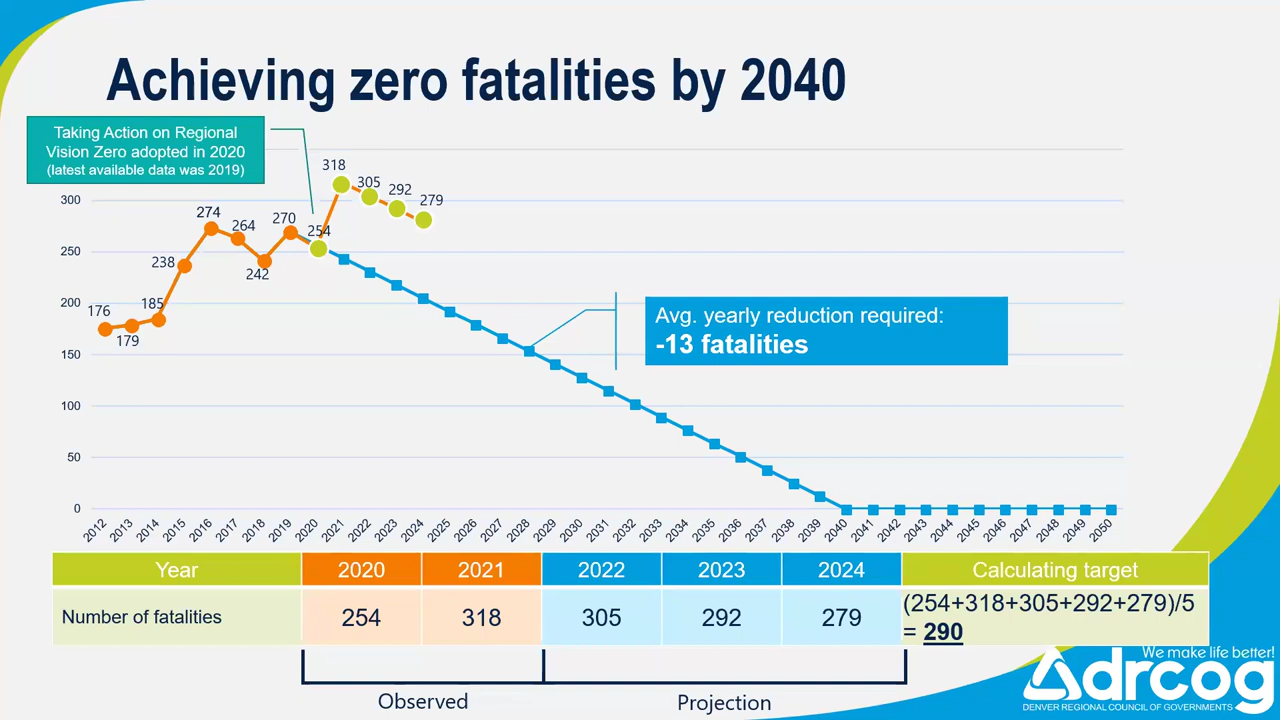 Achieving zero fatalities by 2040
Taking Action on Regional
Vision Zero adopted in 2020
(latest available data was 2019)
318
305
292
279
300
274
264
270
254
250
238
242
200
176
185
179
Avg. yearly reduction required:
-13 fatalities
150
100
50
0
2012 2013 2014 2015 2016 2017 2018 2019 2020 2021 2022 2023 2024 2025 2026 2027 2028 2029 2030 2031 2032 2033 2034 2035 2036 2037 2038 2039 2040 2041 2042 2043 2044 2045 2046 2047 2048 2049 2050
Year 2020 2021 2022 2023 2024 Calculating target
Number of fatalities 254 318 305 292 279 (254+318+305+292+279)/5
= 290
Observed
Projection
We make life better!
drcog
DENVER REGIONAL COUNCIL OF GOVERNMENTS